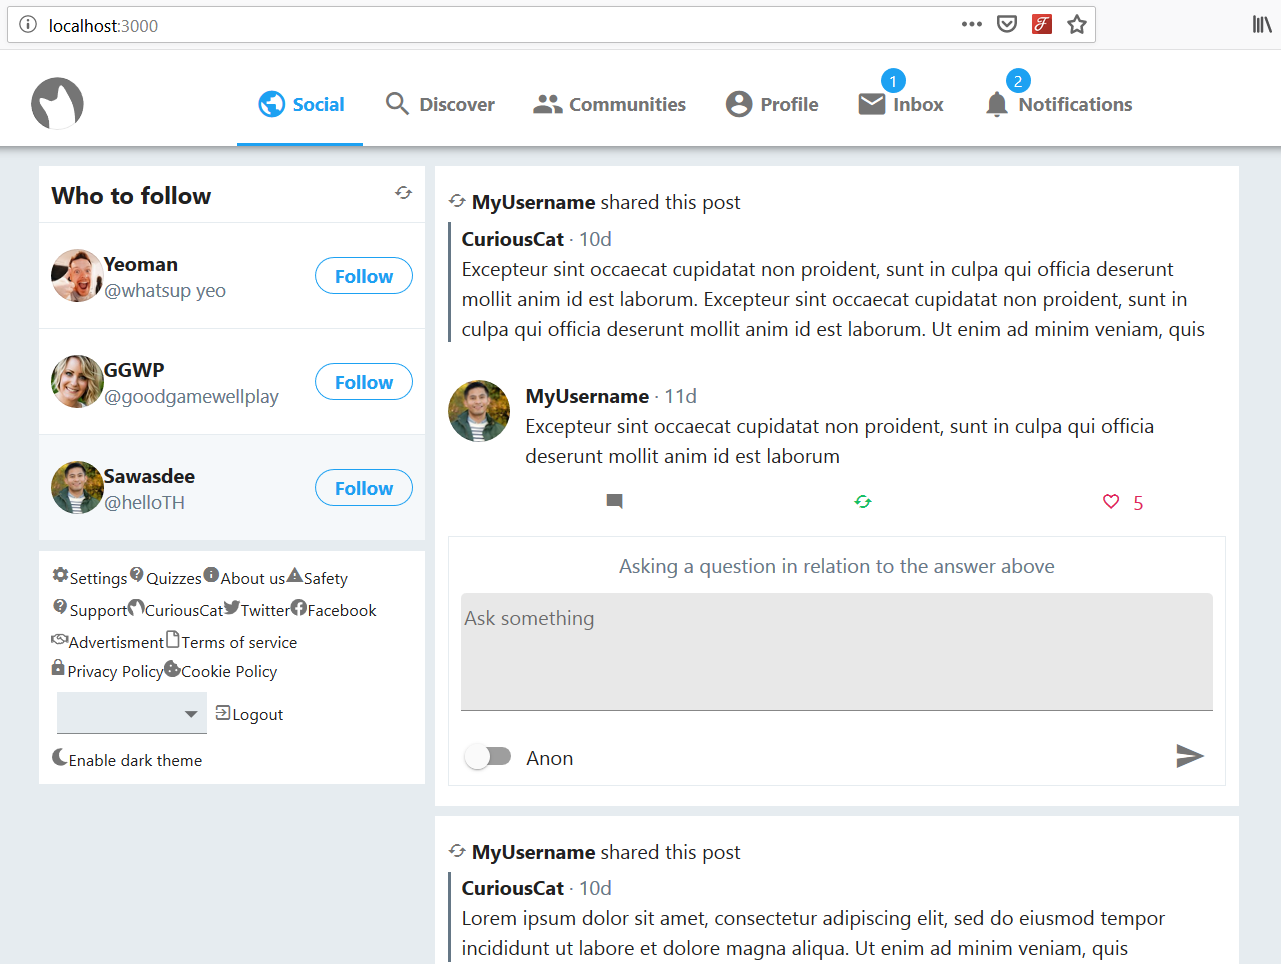 localhost:3000
Social Discover Communities Profile 1 Inbox 2 Notifications
Who to follow
Yeoman
@whatsup yeo
Follow
GGWP
@goodgamewellplay
Follow
Sawasdee
@helloTH
Follow
Settings Quizzes About us Safety
Support CuriousCat Twitter Facebook
Advertisment Terms of service
Privacy Policy Cookie Policy
Logout
Enable dark theme
MyUsername shared this post
CuriousCat · 10d
Excepteur sint occaecat cupidatat non proident, sunt in culpa qui officia deserunt
mollit anim id est laborum. Excepteur sint occaecat cupidatat non proident, sunt in
culpa qui officia deserunt mollit anim id est laborum. Ut enim ad minim veniam, quis
MyUsername · 11d
Excepteur sint occaecat cupidatat non proident, sunt in culpa qui officia
deserunt mollit anim id est laborum
5
Asking a question in relation to the answer above
Ask something
Anon
MyUsername shared this post
CuriousCat · 10d
Lorem ipsum dolor sit amet, consectetur adipiscing elit, sed do eiusmod tempor
incididunt ut labore et dolore magna aliqua. Ut enim ad minim veniam, quis